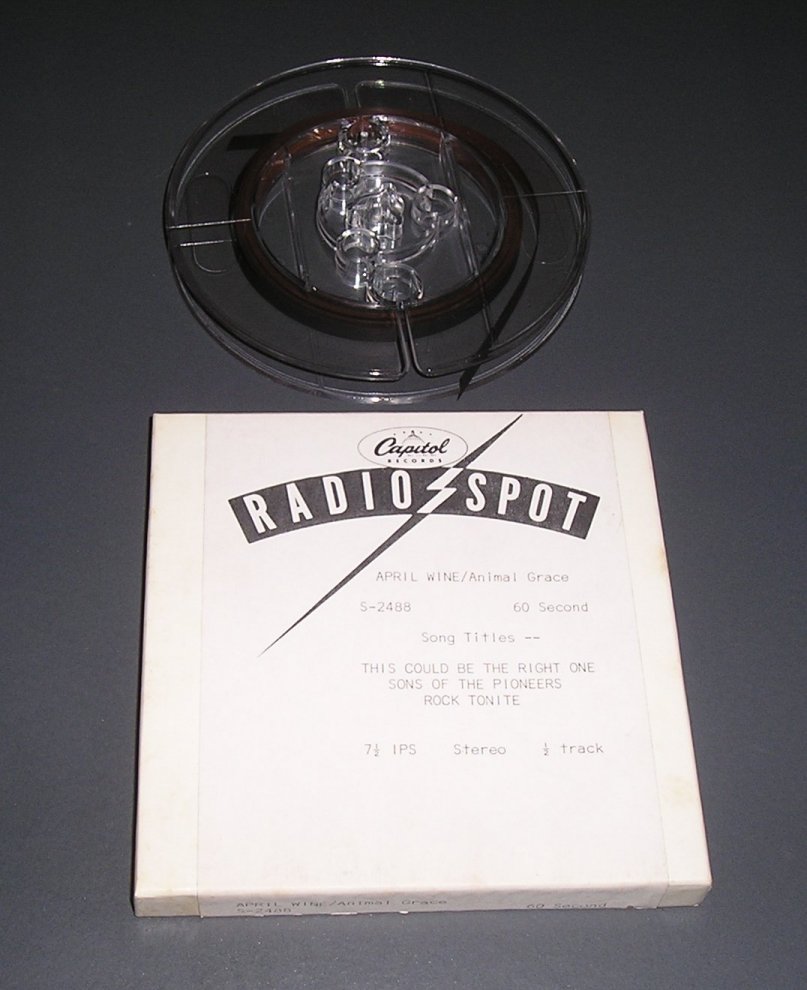 Capitol
RECORDS
RADIO SPOT
APRIL WINE/Animal Grace
S-2488 60 Second
Song Titles --
THIS COULD BE THE RIGHT ONE
SONS OF THE PIONEERS
ROCK TONITE
7½ IPS Stereo ½ track
APRIL WINE/Animal Grace 60 Second
S-2488